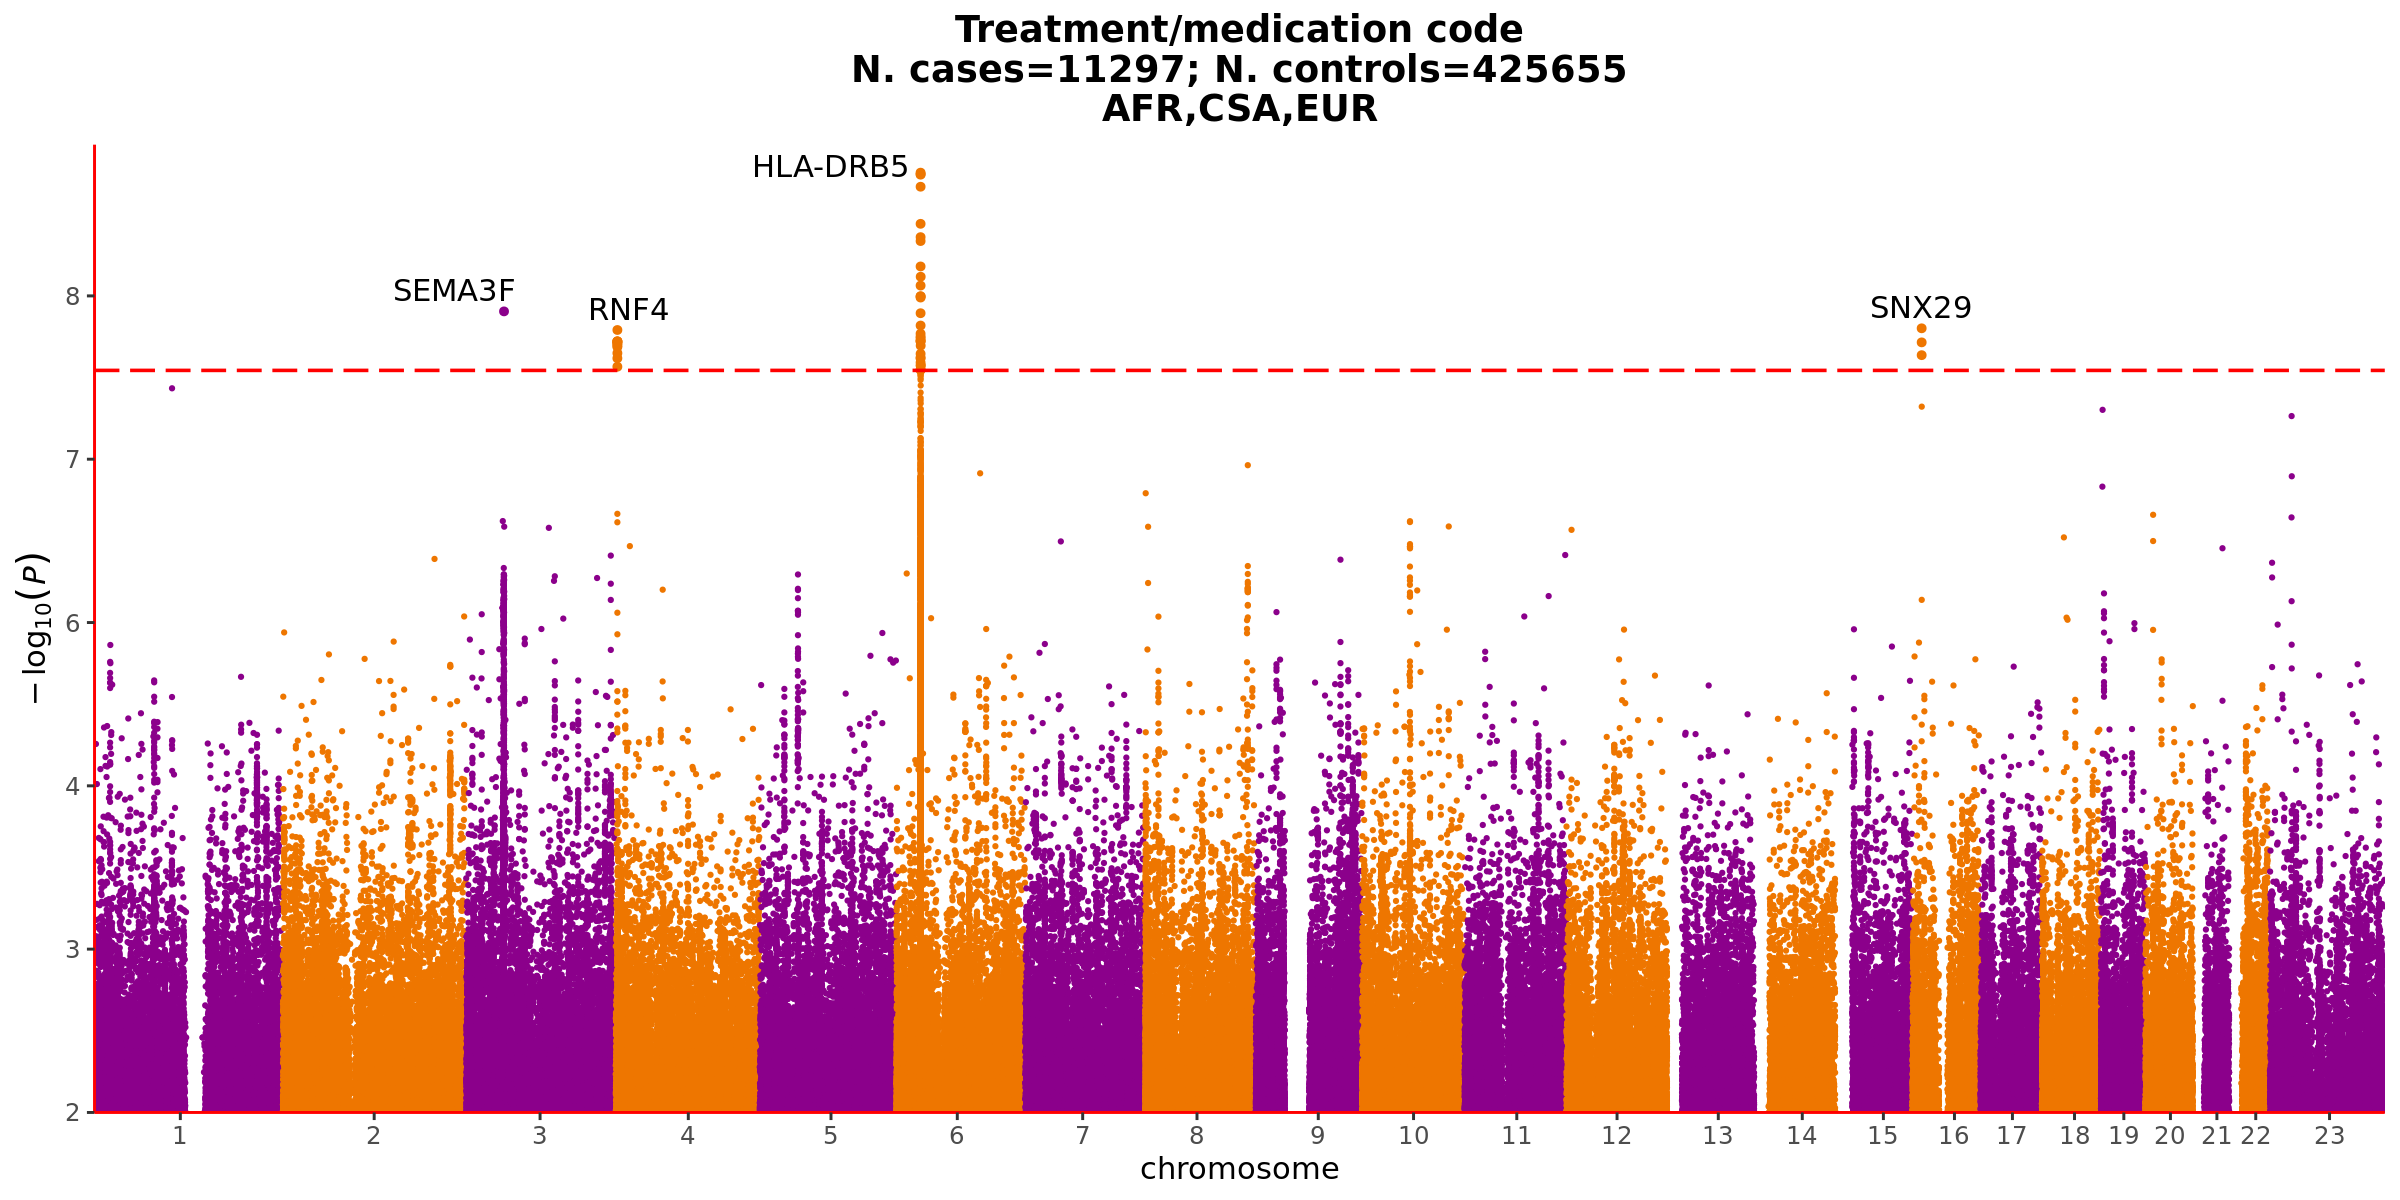 Treatment/medication code
N. cases=11297; N. controls=425655
AFR,CSA,EUR
HLA-DRB5
SEMA3F
RNF4
SNX29
8
7
6
4
3
2
−log10(P)
1 2 3 4 5 6 7 8 9 10 11 12 13 14 15 16 17 18 19 20 21 22 23
chromosome